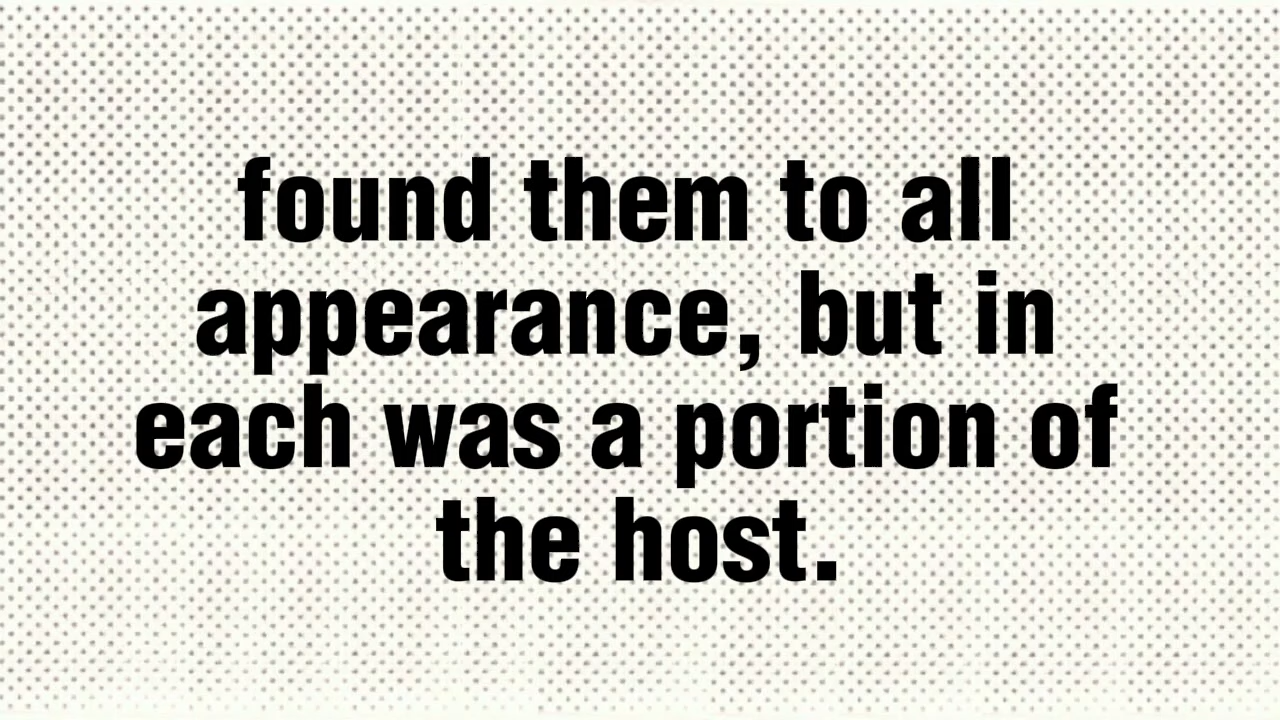 found them to all
appearance, but in
each was a portion of
the host.